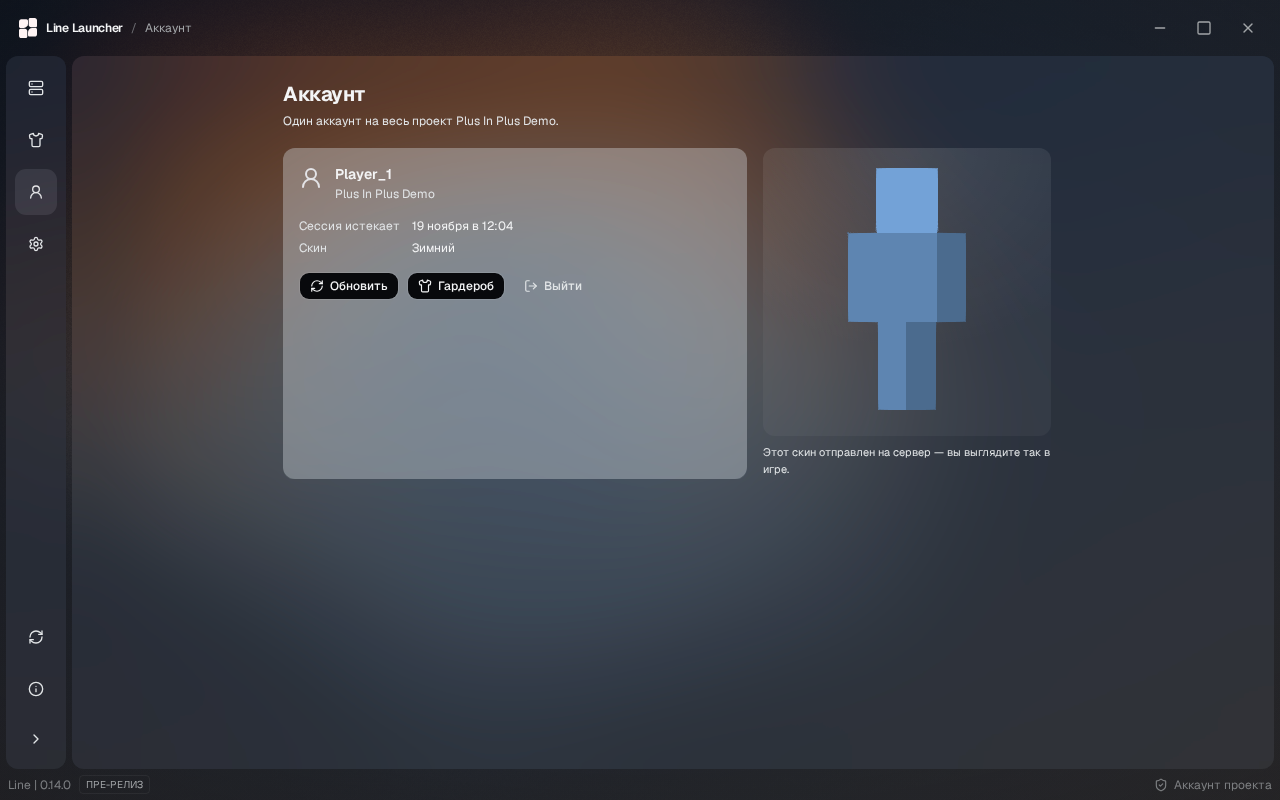 Line Launcher / Аккаунт
Аккаунт
Один аккаунт на весь проект Plus In Plus Demo.
Player_1
Plus In Plus Demo
Сессия истекает 19 ноября в 12:04
Скин Зимний
Обновить Гардероб Выйти
Этот скин отправлен на сервер — вы выглядите так в
игре.
Line | 0.14.0 ПРЕ-РЕЛИЗ Аккаунт проекта